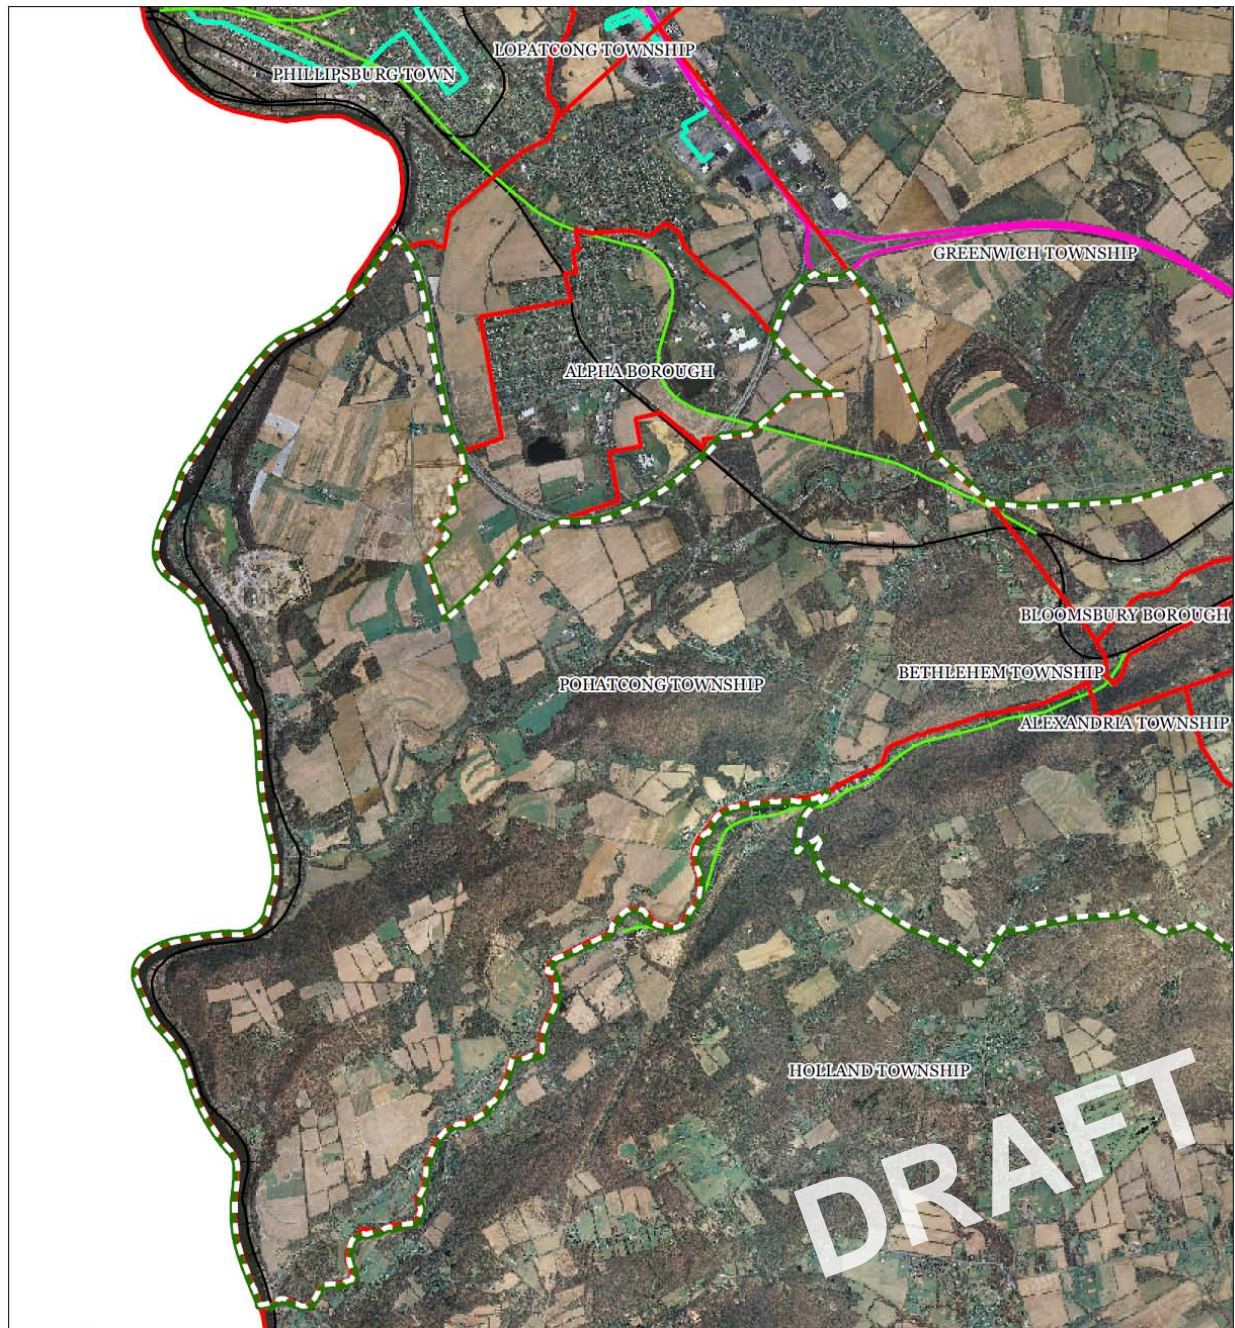 LOPATCONG TOWNSHIP
PHILLIPSBURG TOWN
GREENWICH TOWNSHIP
ALPHA BOROUGH
BLOOMSBURY BOROUGH
BETHLEHEM TOWNSHIP
POHATCONG TOWNSHIP
ALEXANDRIA TOWNSHIP
HOLLAND TOWNSHIP
DRAFT